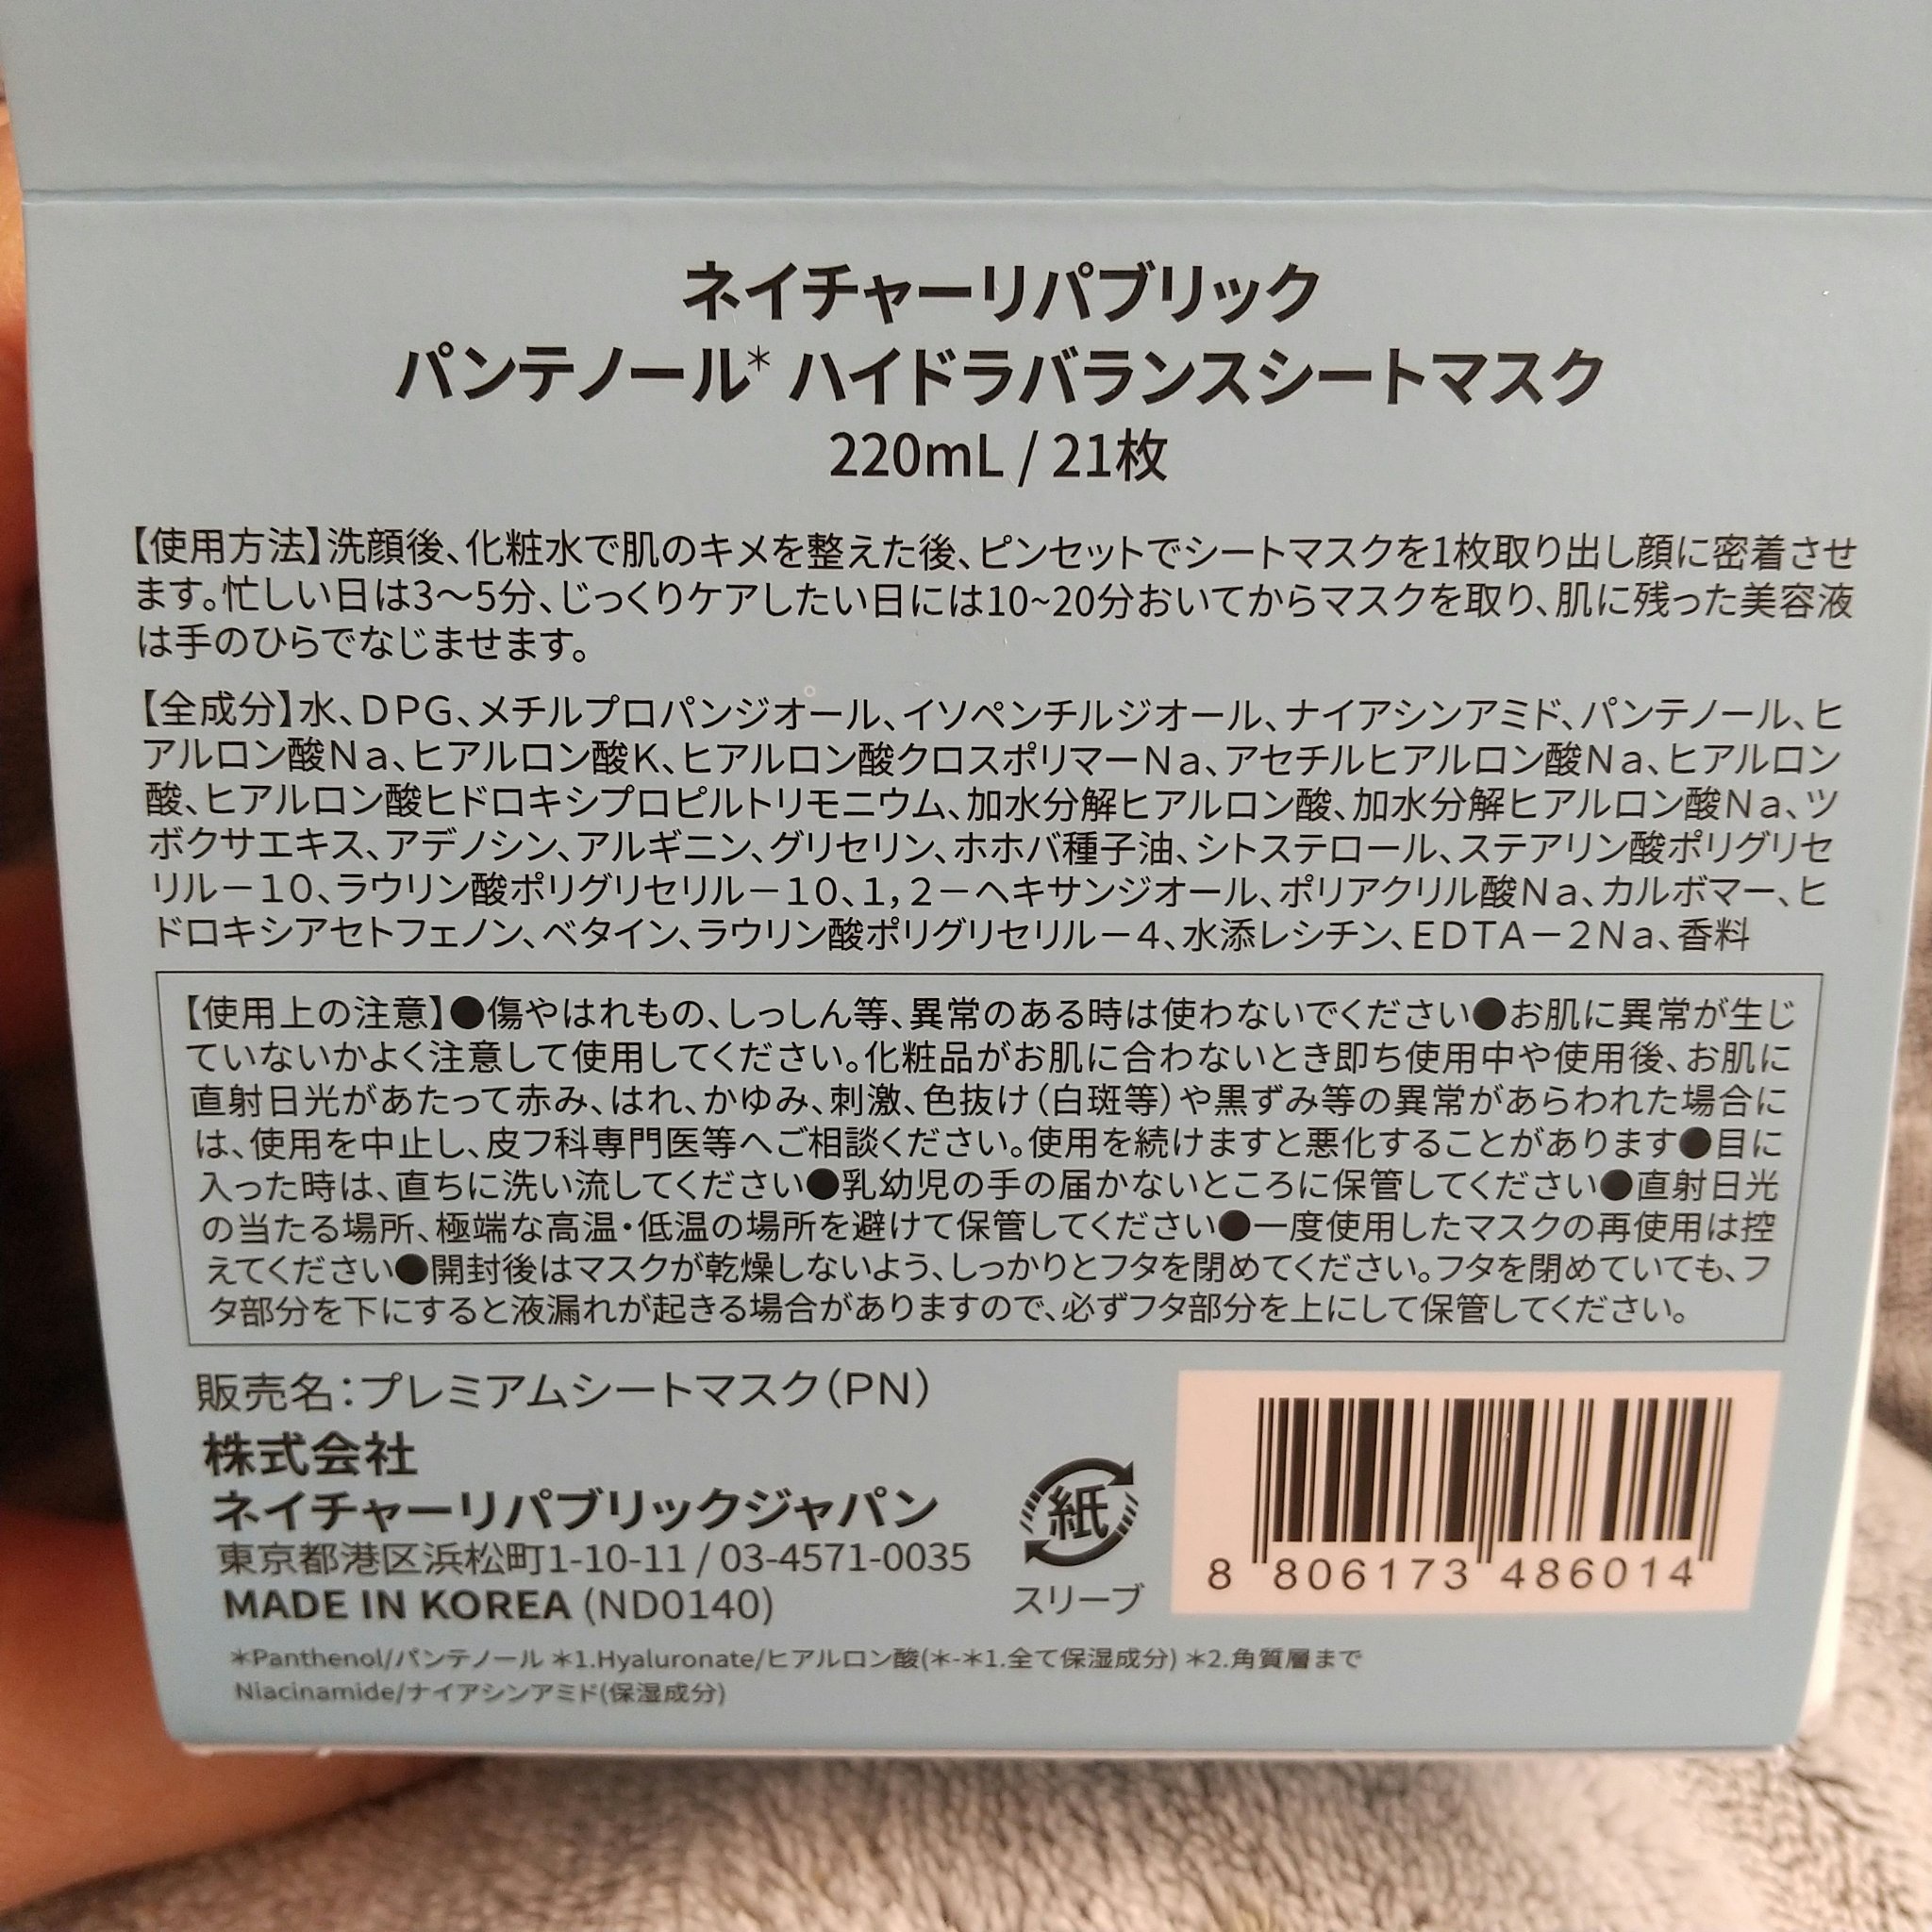 ネイチャーリパブリック
パンテノール* ハイドラバランスシートマスク
220mL / 21枚
【使用方法】洗顔後、化粧水で肌のキメを整えた後、ピンセットでシートマスクを1枚取り出し顔に密着させ
ます。忙しい日は3〜5分、じっくりケアしたい日には10~20分おいてからマスクを取り、肌に残った美容液
は手のひらでなじませます。
【全成分】水、ＤＰＧ、メチルプロパンジオール、イソペンチルジオール、ナイアシンアミド、パンテノール、ヒ
アルロン酸Ｎａ、ヒアルロン酸Ｋ、ヒアルロン酸クロスポリマーＮａ、アセチルヒアルロン酸Ｎａ、ヒアルロン
酸、ヒアルロン酸ヒドロキシプロピルトリモニウム、加水分解ヒアルロン酸、加水分解ヒアルロン酸Ｎａ、ツ
ボクサエキス、アデノシン、アルギニン、グリセリン、ホホバ種子油、シトステロール、ステアリン酸ポリグリセ
リル－１０、ラウリン酸ポリグリセリル－１０、１，２－ヘキサンジオール、ポリアクリル酸Ｎａ、カルボマー、ヒ
ドロキシアセトフェノン、ベタイン、ラウリン酸ポリグリセリル－４、水添レシチン、ＥＤＴＡ－２Ｎａ、香料
【使用上の注意】●傷やはれもの、しっしん等、異常のある時は使わないでください●お肌に異常が生じ
ていないかよく注意して使用してください。化粧品がお肌に合わないとき即ち使用中や使用後、お肌に
直射日光があたって赤み、はれ、かゆみ、刺激、色抜け（白斑等）や黒ずみ等の異常があらわれた場合に
は、使用を中止し、皮フ科専門医等へご相談ください。使用を続けますと悪化することがあります●目に
入った時は、直ちに洗い流してください●乳幼児の手の届かないところに保管してください●直射日光
の当たる場所、極端な高温・低温の場所を避けて保管してください●一度使用したマスクの再使用は控
えてください●開封後はマスクが乾燥しないよう、しっかりとフタを閉めてください。フタを閉めていても、フ
タ部分を下にすると液漏れが起きる場合がありますので、必ずフタ部分を上にして保管してください。
販売名：プレミアムシートマスク（PN）
株式会社
ネイチャーリパブリックジャパン
東京都港区浜松町1-10-11 / 03-4571-0035
MADE IN KOREA (ND0140)
紙
スリーブ
8 806173 486014
*Panthenol/パンテノール *1.Hyaluronate/ヒアルロン酸(*-*1.全て保湿成分) *2.角質層まで
Niacinamide/ナイアシンアミド(保湿成分)